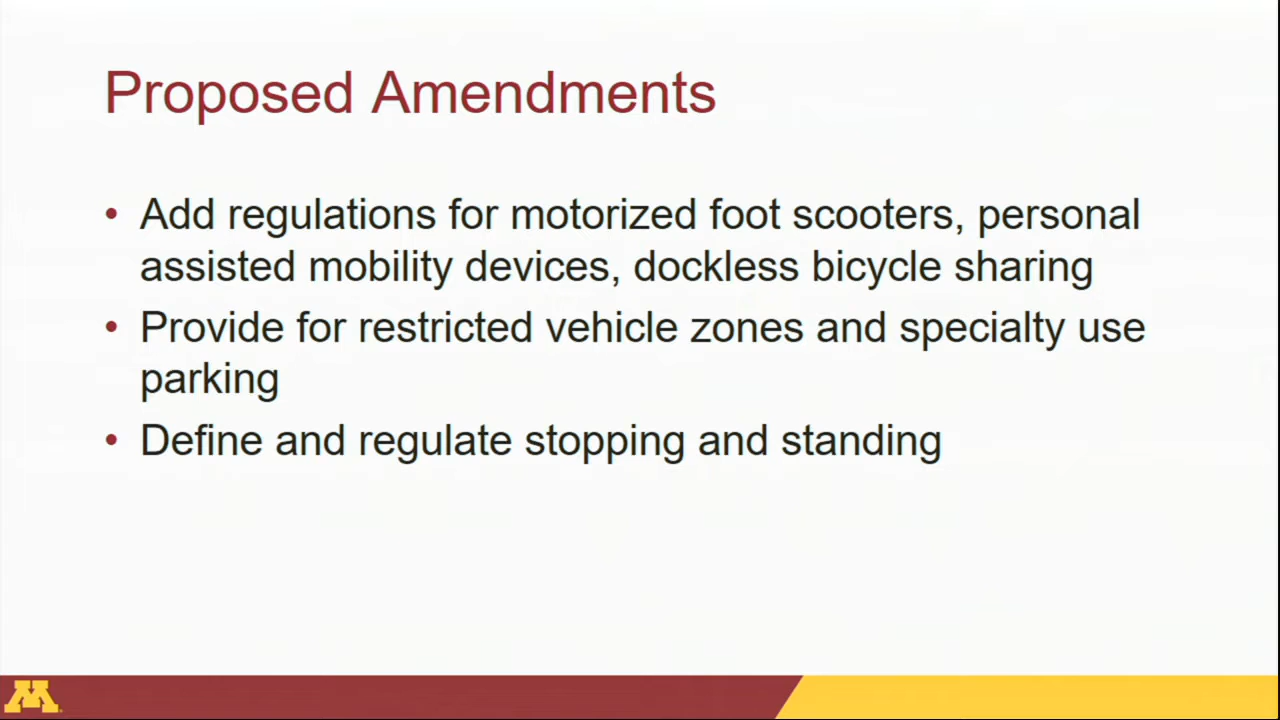 Proposed Amendments
• Add regulations for motorized foot scooters, personal
assisted mobility devices, dockless bicycle sharing
• Provide for restricted vehicle zones and specialty use
parking
• Define and regulate stopping and standing
M